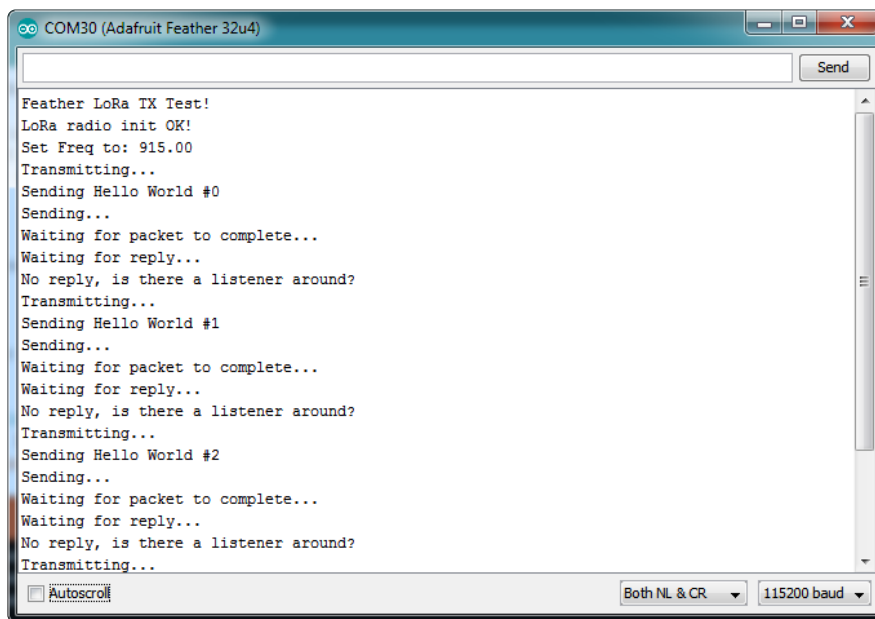 COM30 (Adafruit Feather 32u4)
Send
Feather LoRa TX Test!
LoRa radio init OK!
Set Freq to: 915.00
Transmitting...
Sending Hello World #0
Sending...
Waiting for packet to complete...
Waiting for reply...
No reply, is there a listener around?
Transmitting...
Sending Hello World #1
Sending...
Waiting for packet to complete...
Waiting for reply...
No reply, is there a listener around?
Transmitting...
Sending Hello World #2
Sending...
Waiting for packet to complete...
Waiting for reply...
No reply, is there a listener around?
Transmitting...
Autoscroll Both NL & CR 115200 baud